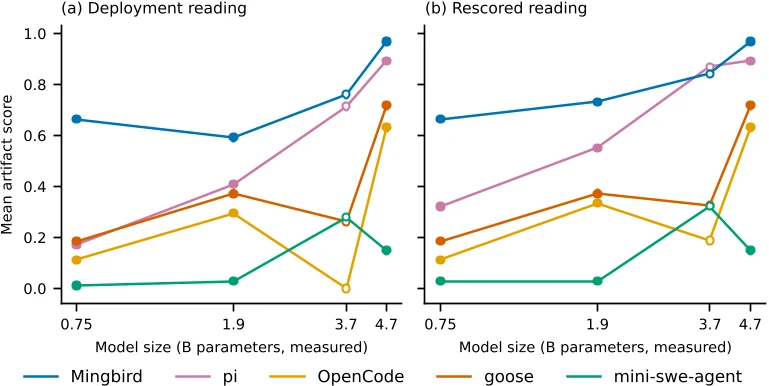 (a) Deployment reading
(b) Rescored reading
Mean artifact score
1.0
0.8
0.6
0.4
0.2
0.0
0.75
1.9
3.7
4.7
0.75
1.9
3.7
4.7
Model size (B parameters, measured)
Model size (B parameters, measured)
Mingbird
pi
OpenCode
goose
mini-swe-agent